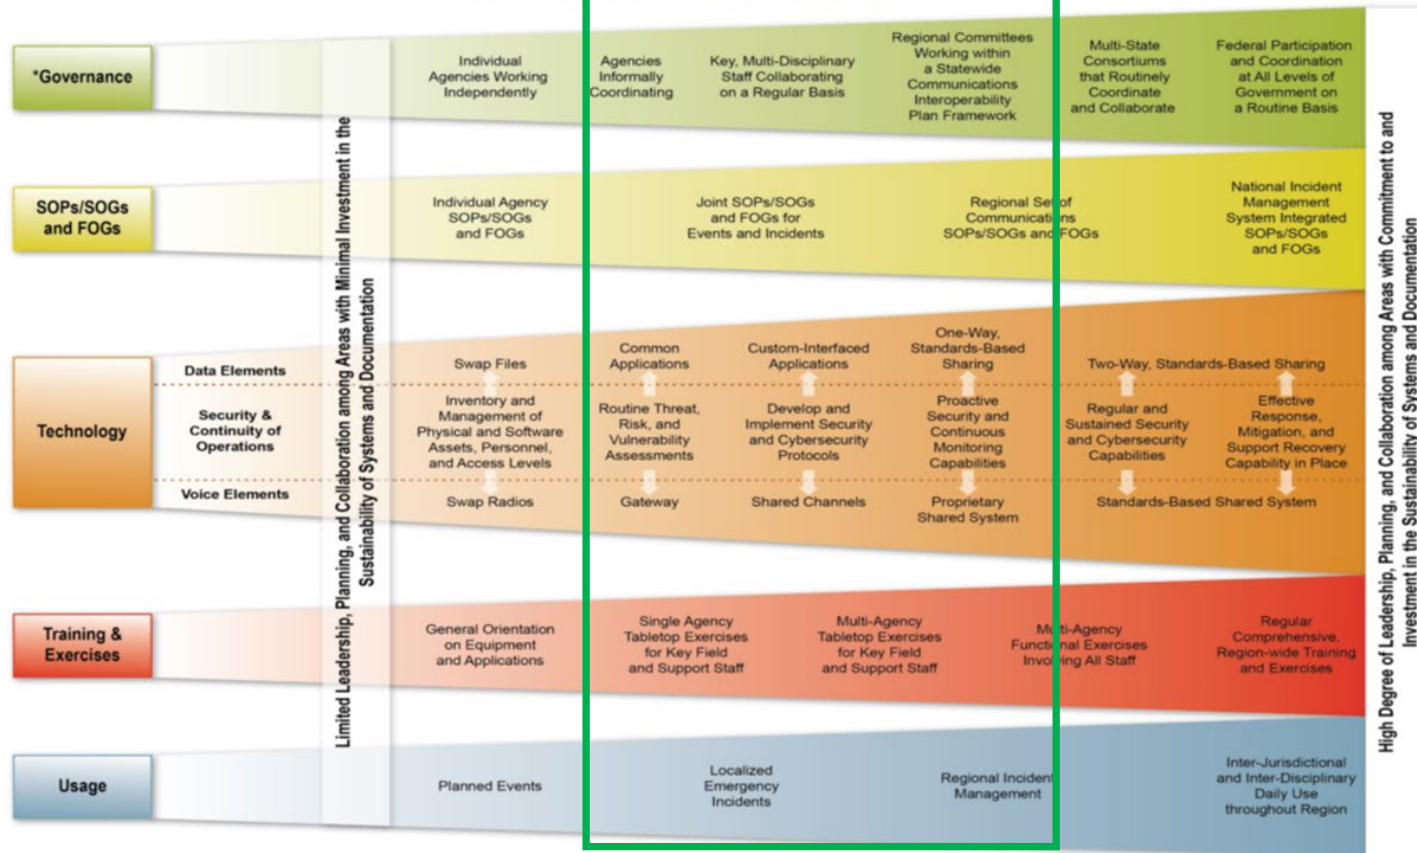 *Governance
Individual
Agencies Working
Independently
Agencies
Informally
Coordinating
Key, Multi-Disciplinary
Staff Collaborating
on a Regular Basis
Regional Committees
Working within
a Statewide
Communications
Interoperability
Plan Framework
Multi-State
Consortiums
that Routinely
Coordinate
and Collaborate
Federal Participation
and Coordination
at All Levels of
Government on
a Routine Basis
Limited Leadership, Planning, and Collaboration among Areas with Minimal Investment in the
Sustainability of Systems and Documentation
SOPs/SOGs
and FOGs
Individual Agency
SOPs/SOGs
and FOGs
Joint SOPs/SOGs
and FOGs for
Events and Incidents
Regional Set of
Communications
SOPs/SOGs and FOGs
National Incident
Management
System Integrated
SOPs/SOGs
and FOGs
Technology
Data Elements
Swap Files
Common
Applications
Custom-Interfaced
Applications
One-Way,
Standards-Based
Sharing
Two-Way, Standards-Based Sharing
Security &
Continuity of
Operations
Inventory and
Management of
Physical and Software
Assets, Personnel,
and Access Levels
Routine Threat,
Risk, and
Vulnerability
Assessments
Develop and
Implement Security
and Cybersecurity
Protocols
Proactive
Security and
Continuous
Monitoring
Capabilities
Regular and
Sustained Security
and Cybersecurity
Capabilities
Effective
Response,
Mitigation, and
Support Recovery
Capability in Place
Voice Elements
Swap Radios
Gateway
Shared Channels
Proprietary
Shared System
Standards-Based Shared System
Training &
Exercises
General Orientation
on Equipment
and Applications
Single Agency
Tabletop Exercises
for Key Field
and Support Staff
Multi-Agency
Tabletop Exercises
for Key Field
and Support Staff
Multi-Agency
Functional Exercises
Involving All Staff
Regular
Comprehensive,
Region-wide Training
and Exercises
Usage
Planned Events
Localized
Emergency
Incidents
Regional Incident
Management
Inter-Jurisdictional
and Inter-Disciplinary
Daily Use
throughout Region
High Degree of Leadership, Planning, and Collaboration among Areas with Commitment to and
Investment in the Sustainability of Systems and Documentation